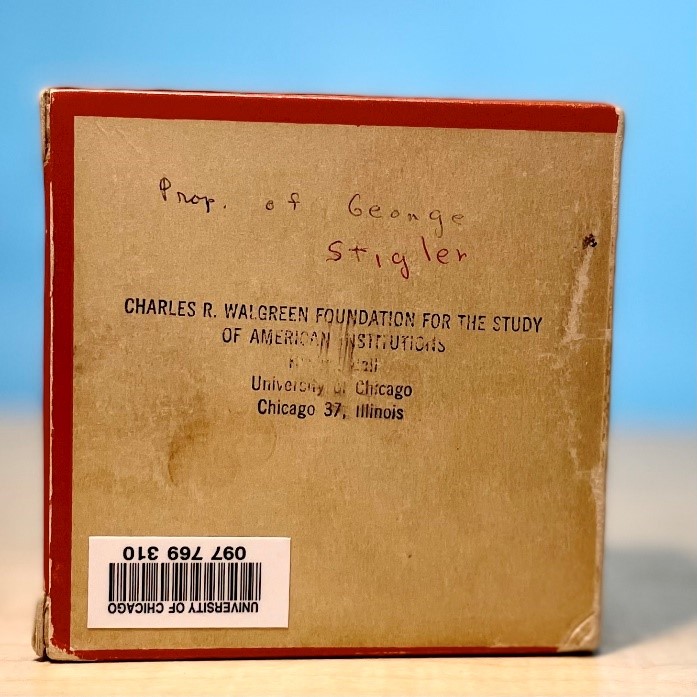 Prop. of George
Stigler
CHARLES R. WALGREEN FOUNDATION FOR THE STUDY
OF AMERICAN INSTITUTIONS
University of Chicago
Chicago 37, Illinois
UNIVERSITY OF CHICAGO
097 769 310